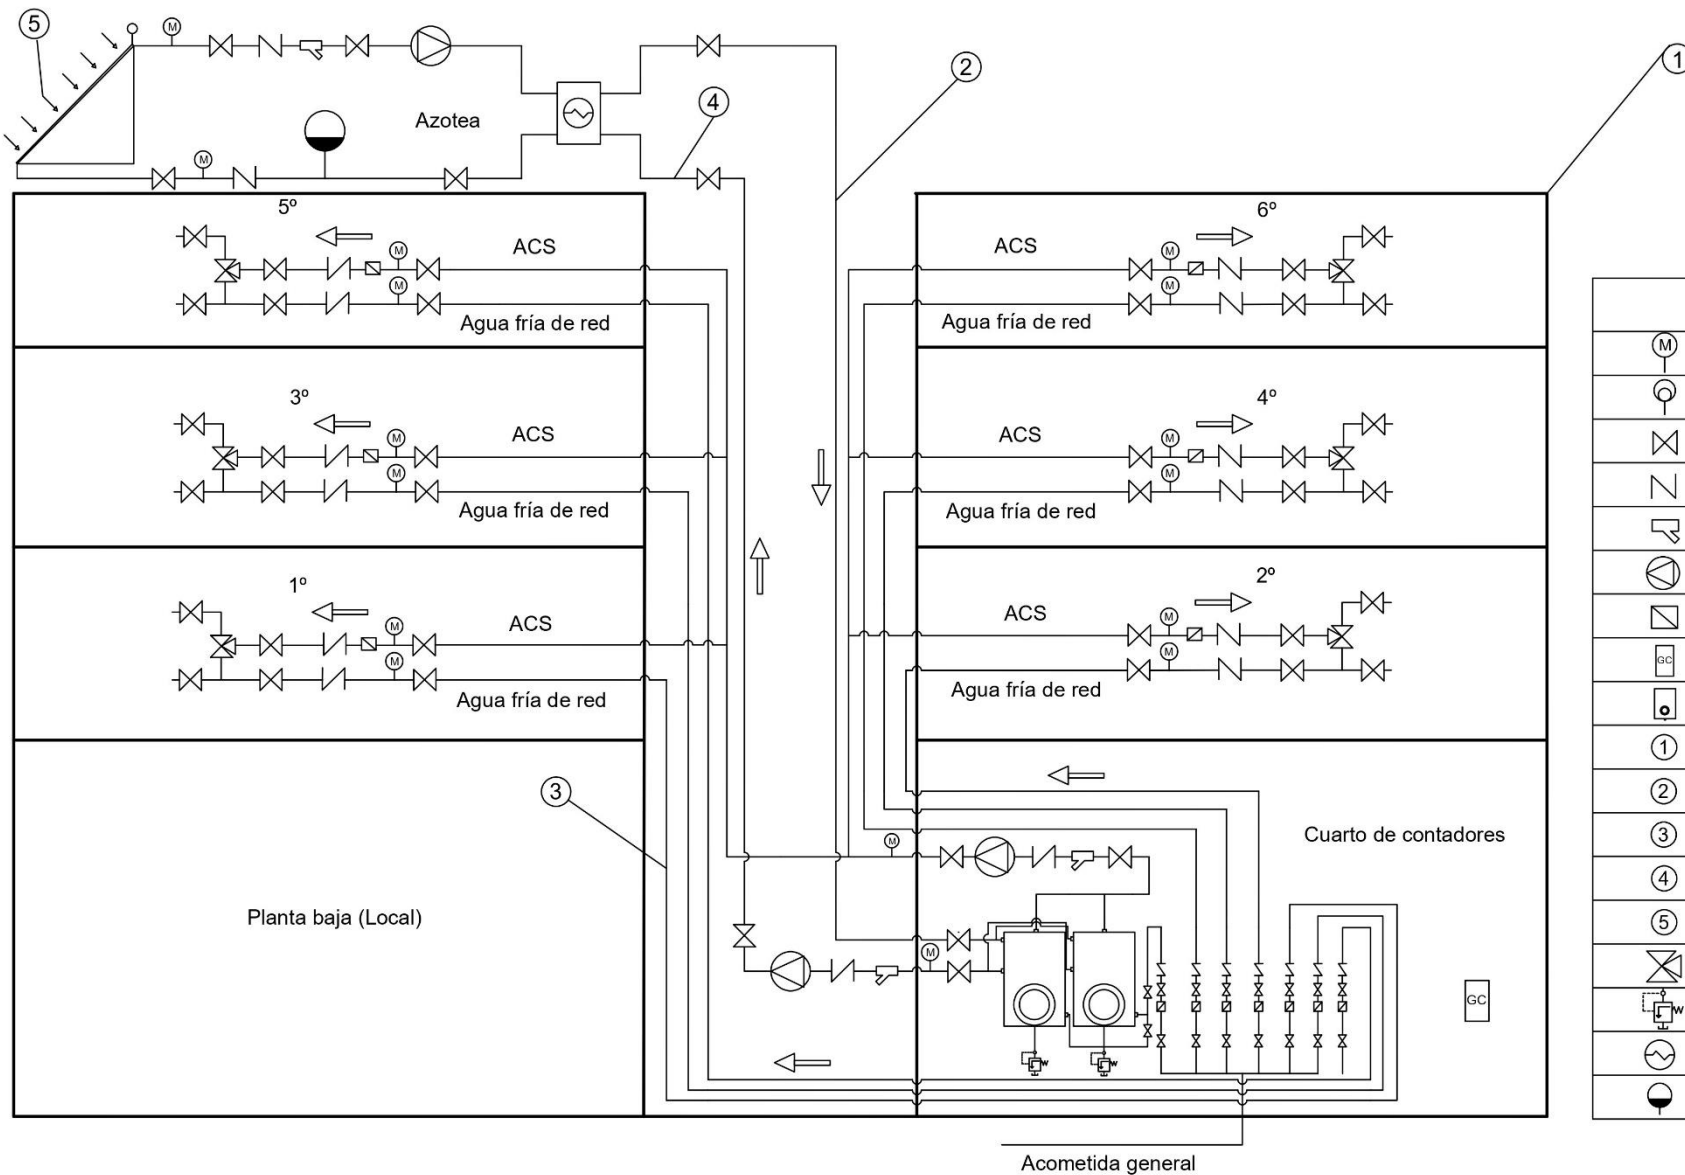 5
M
2
1
4
Azotea
M
5º
6º
ACS
M
ACS
M
M
M
Agua fría de red
Agua fría de red
M
3º
4º
ACS
M
ACS
M
M
M
Agua fría de red
Agua fría de red
1º
2º
ACS
M
ACS
M
M
M
Agua fría de red
Agua fría de red
GC
1
2
3
3
Cuarto de contadores
M
4
Planta baja (Local)
5
M
GC
Acometida general